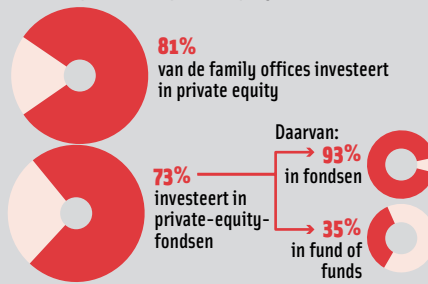 81%
van de family offices investeert
in private equity
73%
investeert in
private-equity-
fondsen
Daarvan:
93%
in fondsen
35%
in fund of
funds